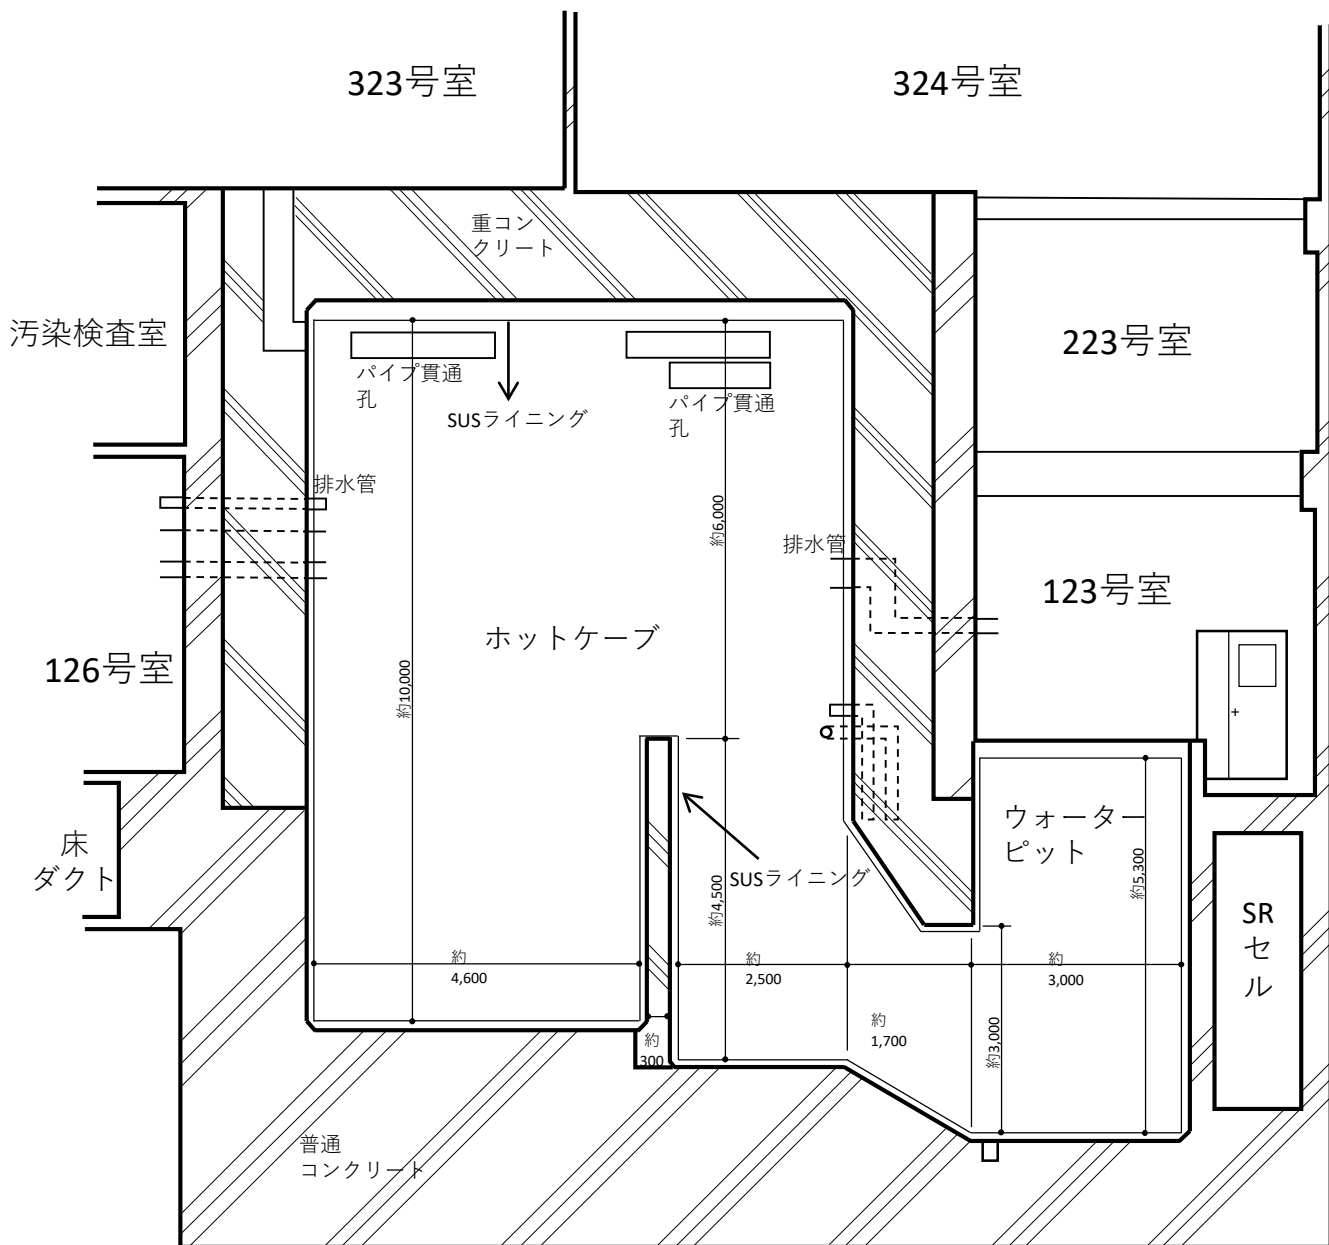 323号室
324号室
重コン
クリート
汚染検査室
223号室
パイプ貫通
孔
SUSライニング
パイプ貫通
孔
排水管
約6,000
排水管
123号室
ホットケーブ
126号室
約10,000
ウォーター
ピット
床
ダクト
SUSライニング
約4,500
約5,300
SR
セ
ル
約
4,600
約
2,500
約
3,000
約
1,700
約3,000
約
300
普通
コンクリート